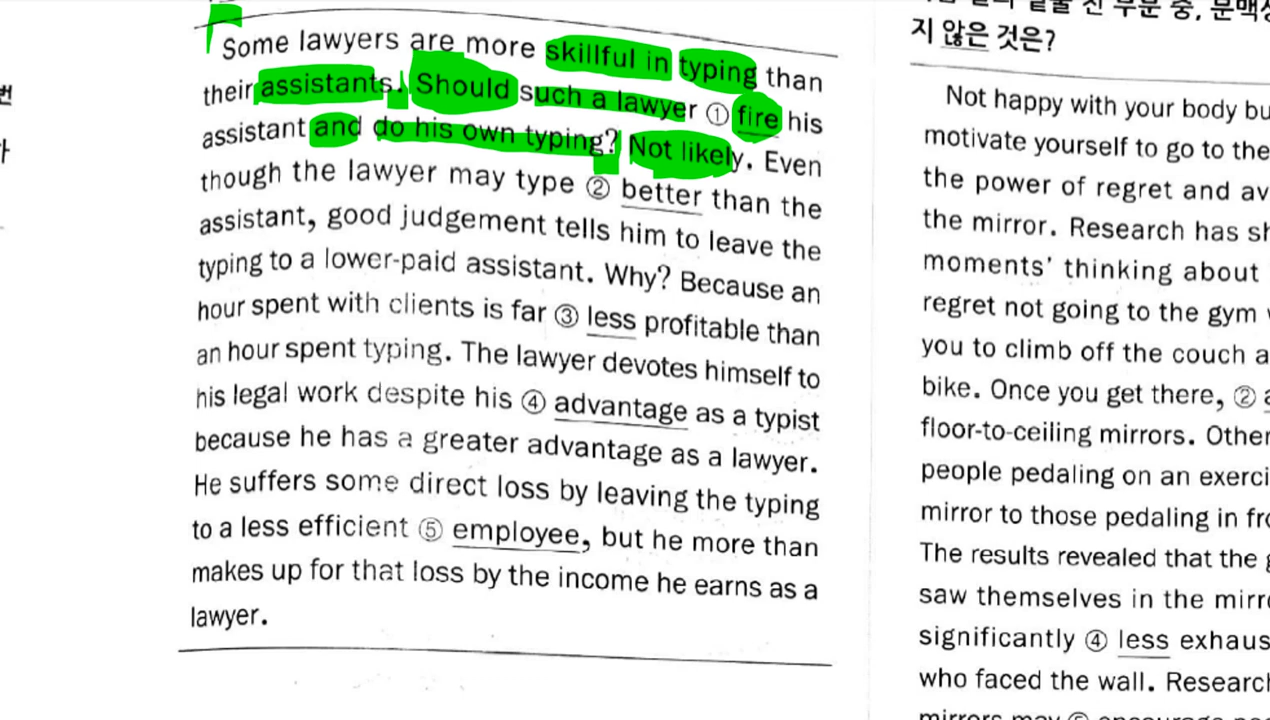 Some lawyers are more skillful in typing than
their assistants. Should such a lawyer ① fire his
assistant and do his own typing? Not likely. Even
though the lawyer may type ② better than the
assistant, good judgement tells him to leave the
typing to a lower-paid assistant. Why? Because an
hour spent with clients is far ③ less profitable than
an hour spent typing. The lawyer devotes himself to
his legal work despite his ④ advantage as a typist
because he has a greater advantage as a lawyer.
He suffers some direct loss by leaving the typing
to a less efficient ⑤ employee, but he more than
makes up for that loss by the income he earns as a
lawyer.
지 않은 것은?
Not happy with your body bu
motivate yourself to go to the
the power of regret and av
the mirror. Research has sh
moments' thinking about
regret not going to the gym
you to climb off the couch a
bike. Once you get there, ②
floor-to-ceiling mirrors. Other
people pedaling on an exerci
mirror to those pedaling in fro
The results revealed that the g
saw themselves in the mirro
significantly ④ less exhaus
who faced the wall. Research